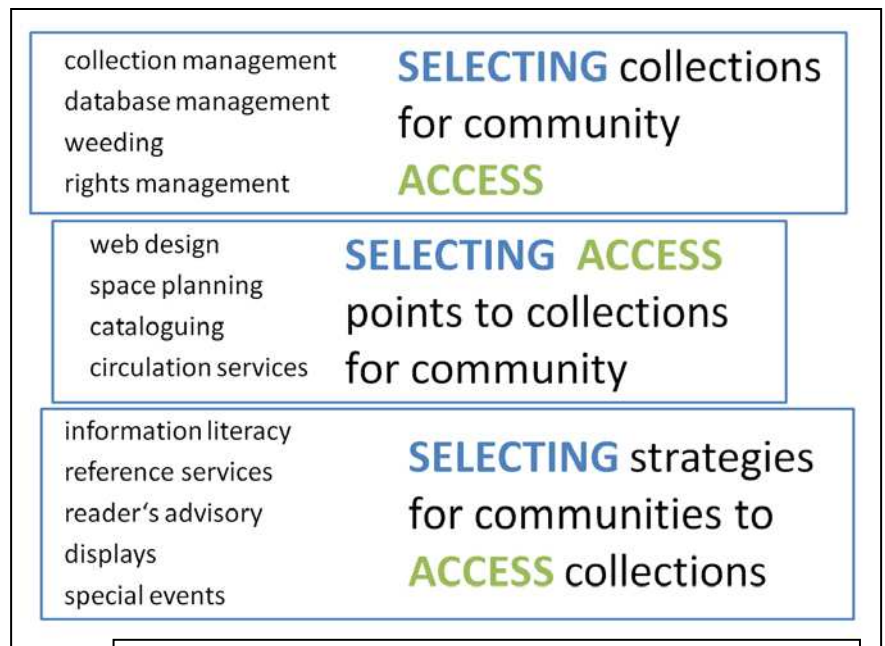 collection management
database management
weeding
rights management
SELECTING collections
for community
ACCESS
web design
space planning
cataloguing
circulation services
SELECTING ACCESS
points to collections
for community
information literacy
reference services
reader‘s advisory
displays
special events
SELECTING strategies
for communities to
ACCESS collections